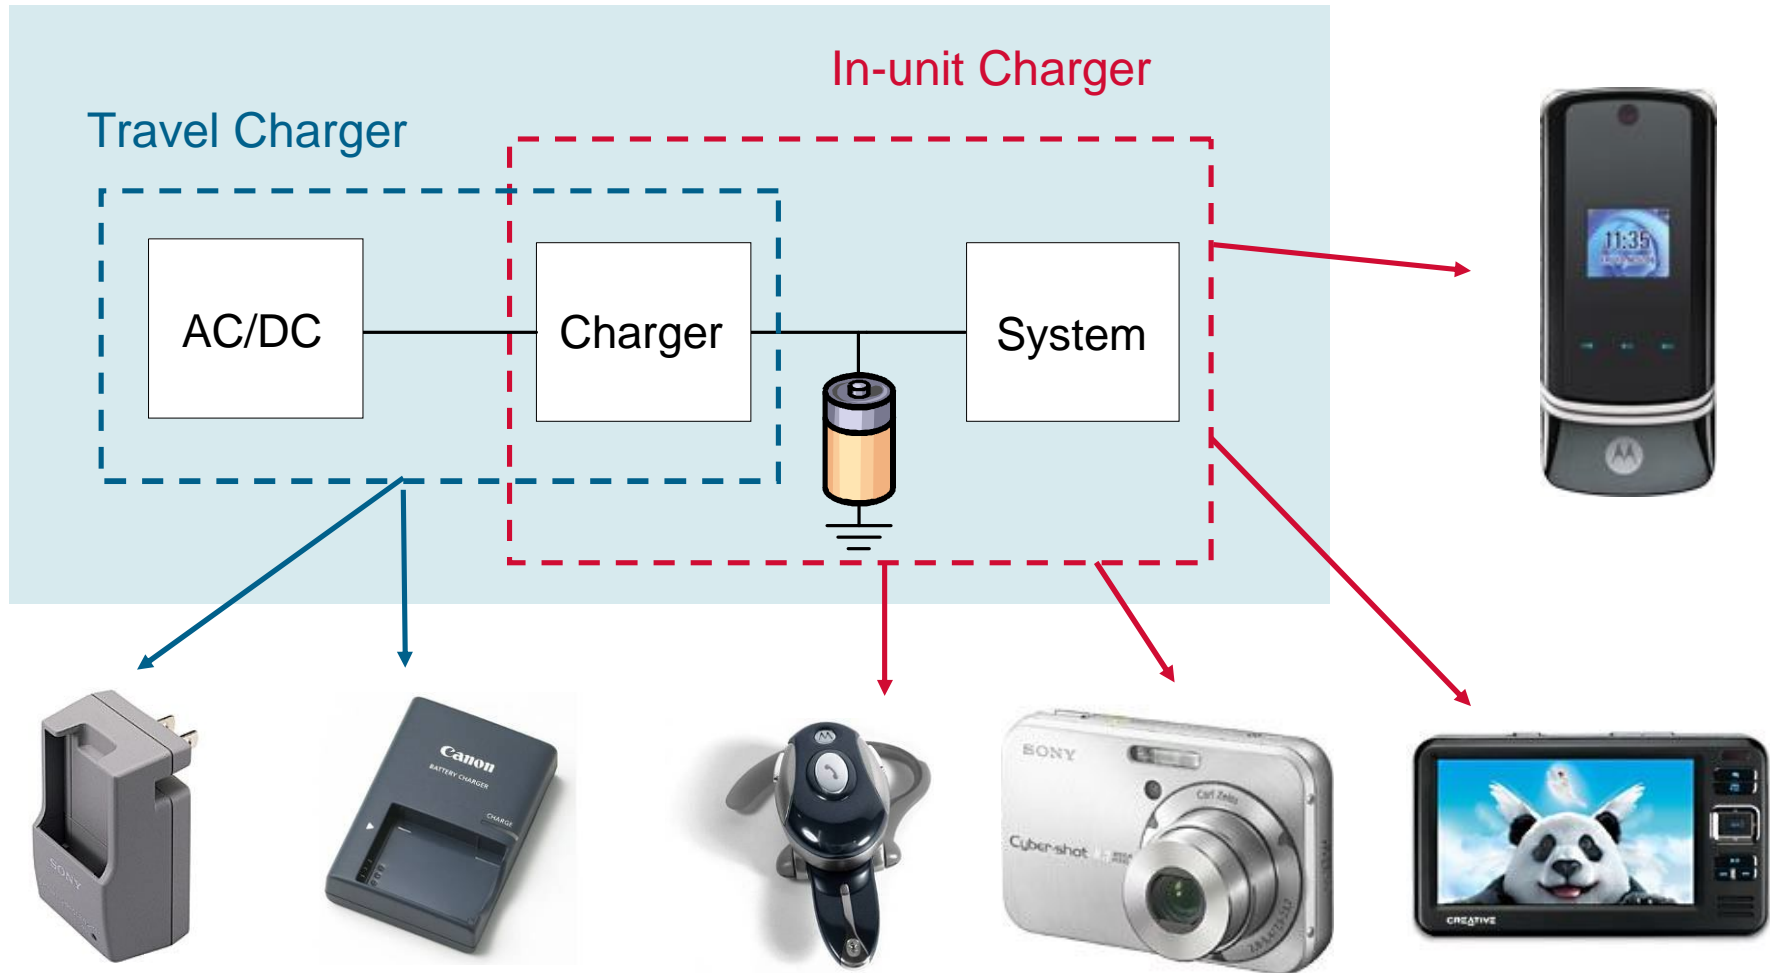 In-unit Charger
Travel Charger
AC/DC
Charger
System
11:35
SONY
Canon
BATTERY CHARGER
CHARGE
SONY
Carl Zeiss
Cyber-shot
CREATIVE